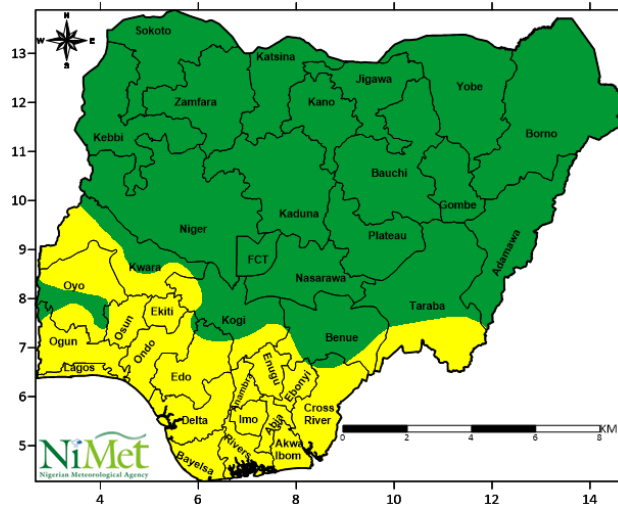 N
W E
S
Sokoto
Katsina
Jigawa
Yobe
Zamfara
Kano
Borno
Kebbi
Bauchi
Gombe
Kaduna
Niger
Plateau
Adamawa
FCT
Kwara
Nasarawa
Oyo
Taraba
Kogi
Ekiti
Osun
Benue
Ogun
Ondo
Lagos
Enugu
Edo
Anambra
Ebonyi
Delta
Imo
Abia
Cross
River
Rivers
Akwa
Ibom
Bayelsa
0 2 4 6 8
KM
NiMet
Nigerian Meteorological Agency
13
12
11
10
9
8
7
6
5
4 6 8 10 12 14